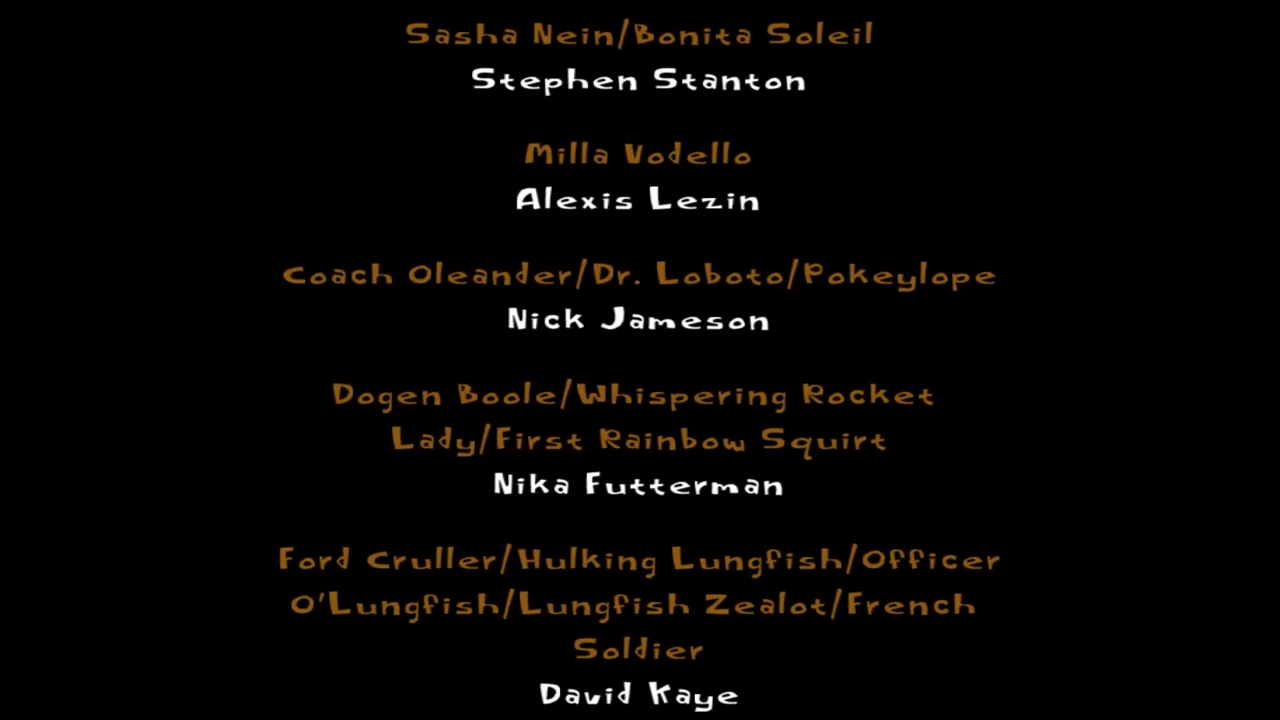 Sasha Nein/Bonita Soleil
Stephen Stanton
Milla Vodello
Alexis Lezin
Coach Oleander/Dr. Loboto/Pokeylope
Nick Jameson
Dogen Boole/Whispering Rocket
Lady/First Rainbow Squirt
Nika Futterman
Ford Cruller/Hulking Lungfish/Officer
O'Lungfish/Lungfish Zealot/French
Soldier
David Kaye